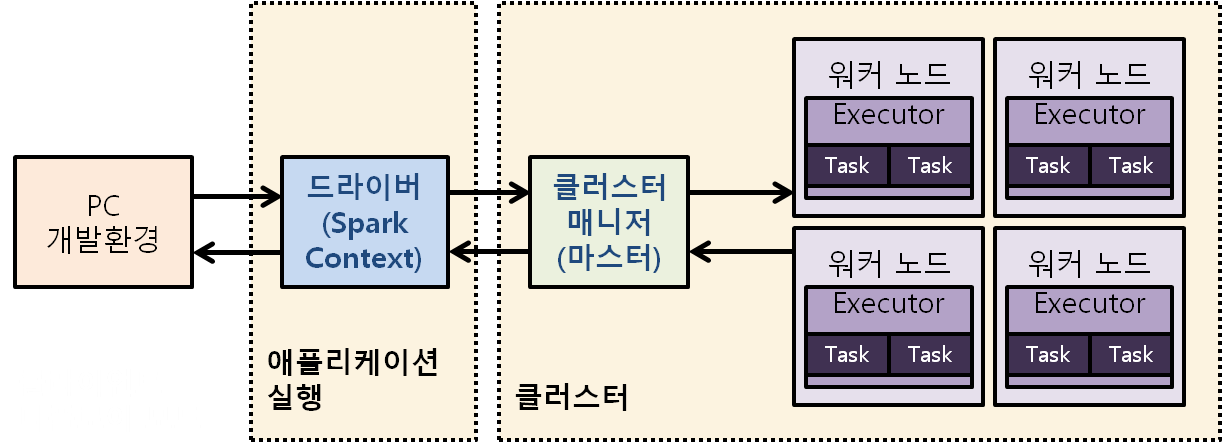 PC
개발환경
드라이버
(Spark
Context)
애플리케이션
실행
클러스터
매니저
(마스터)
클러스터
워커 노드
Executor
Task Task
워커 노드
Executor
Task Task
워커 노드
Executor
Task Task
워커 노드
Executor
Task Task